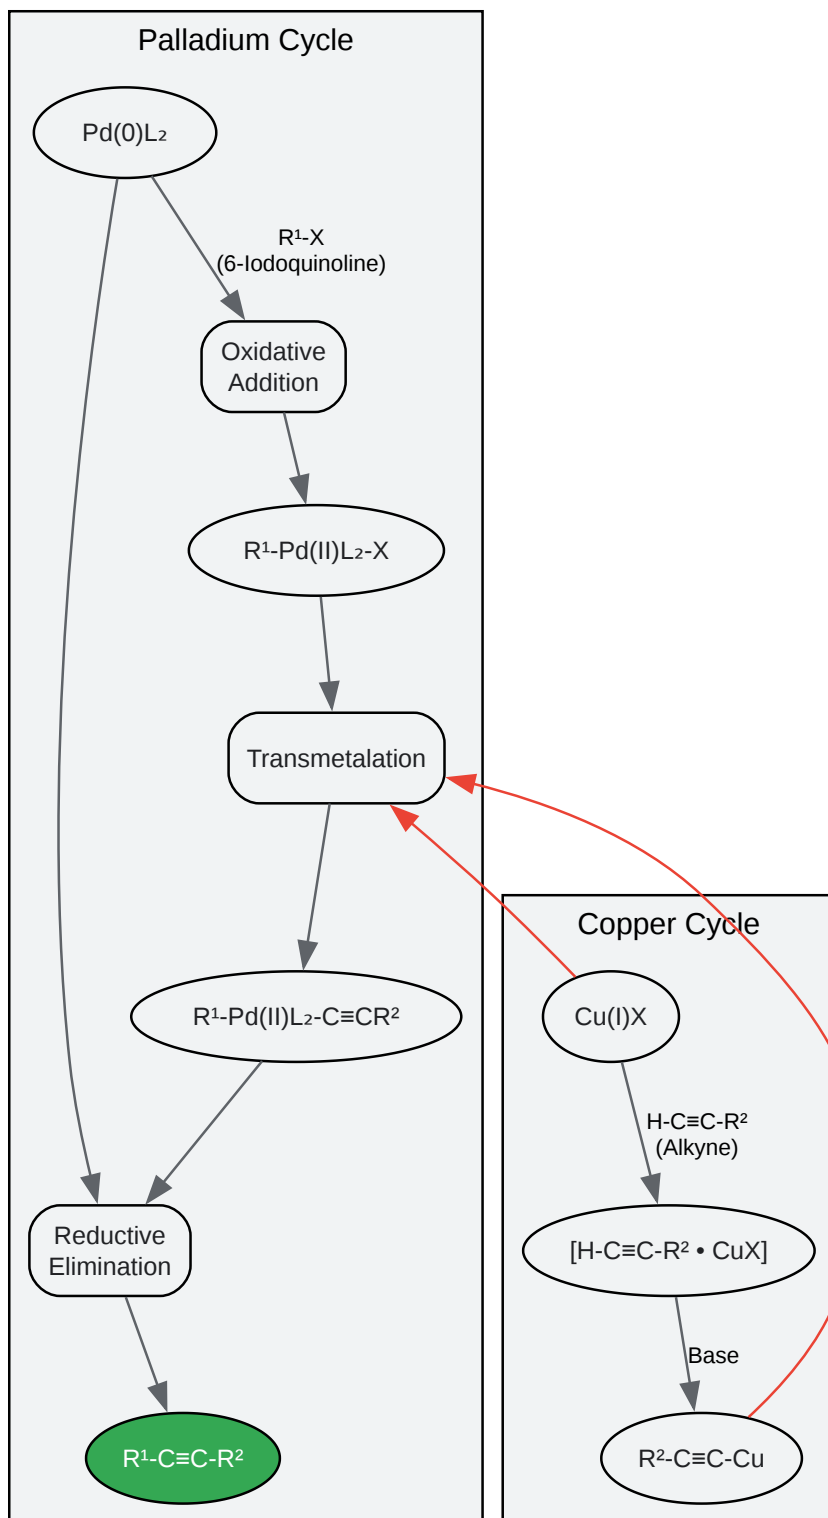 Palladium Cycle
Pd(0)L₂
R¹-X
(6-Iodoquinoline)
Oxidative
Addition
R¹-Pd(II)L₂-X
Transmetalation
R¹-Pd(II)L₂-C≡CR²
Reductive
Elimination
R¹-C≡C-R²
Copper Cycle
Cu(I)X
H-C≡C-R²
(Alkyne)
[H-C≡C-R² • CuX]
Base
R²-C≡C-Cu